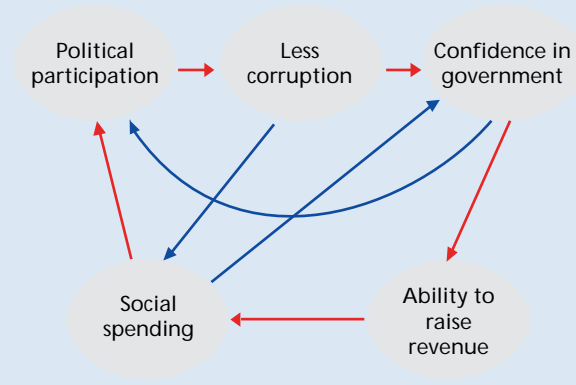 Political
participation
Less
corruption
Confidence in
government
Social
spending
Ability to
raise
revenue